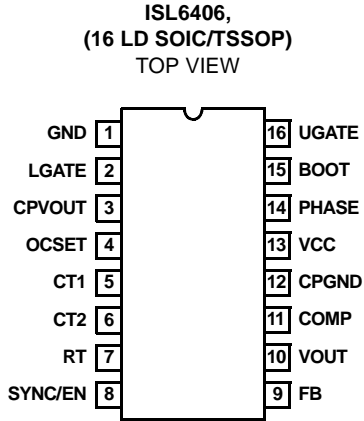 ISL6406,
(16 LD SOIC/TSSOP)
TOP VIEW
GND 1 16 UGATE
LGATE 2 15 BOOT
CPVOUT 3 14 PHASE
OCSET 4 13 VCC
CT1 5 12 CPGND
CT2 6 11 COMP
RT 7 10 VOUT
SYNC/EN 8 9 FB